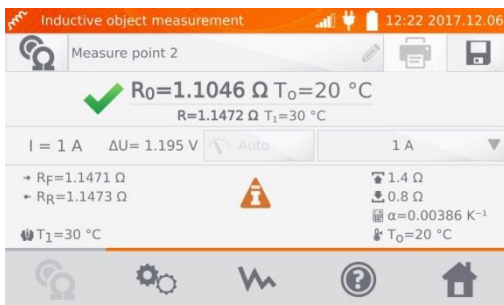 Inductive object measurement 12:22 2017.12.06
Measure point 2
R0=1.1046 Ω To=20 °C
R=1.1472 Ω T1=30 °C
I = 1 A ΔU= 1.195 V Auto 1 A
RF=1.1471 Ω 1.4 Ω
RR=1.1473 Ω 0.8 Ω
α=0.00386 K⁻¹
T1=30 °C To=20 °C